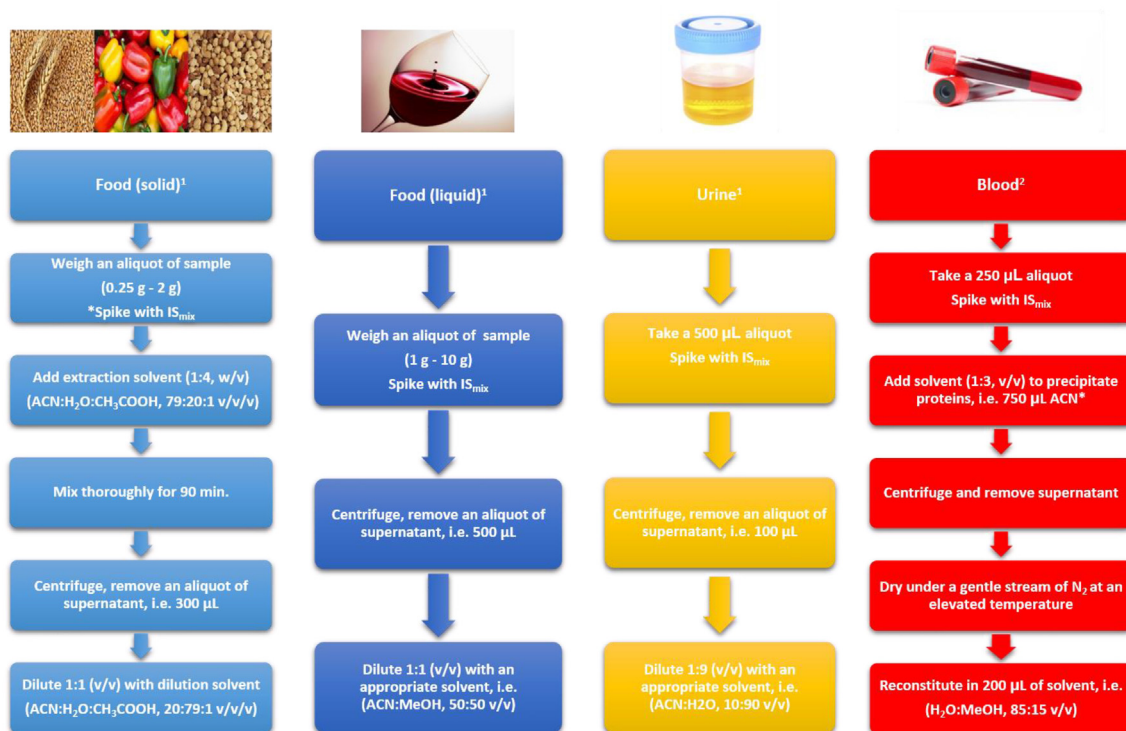 Food (solid)¹
Weigh an aliquot of sample
(0.25 g - 2 g)
*Spike with ISₘᵢₓ
Add extraction solvent (1:4, w/v)
(ACN:H₂O:CH₃COOH, 79:20:1 v/v/v)
Mix thoroughly for 90 min.
Centrifuge, remove an aliquot of
supernatant, i.e. 300 µL
Dilute 1:1 (v/v) with dilution solvent
(ACN:H₂O:CH₃COOH, 20:79:1 v/v/v)
Food (liquid)¹
Weigh an aliquot of sample
(1 g - 10 g)
Spike with ISₘᵢₓ
Centrifuge, remove an aliquot of
supernatant, i.e. 500 µL
Dilute 1:1 (v/v) with an
appropriate solvent, i.e.
(ACN:MeOH, 50:50 v/v)
Urine¹
Take a 500 µL aliquot
Spike with ISₘᵢₓ
Centrifuge, remove an aliquot of
supernatant, i.e. 100 µL
Dilute 1:9 (v/v) with an
appropriate solvent, i.e.
(ACN:H2O, 10:90 v/v)
Blood²
Take a 250 µL aliquot
Spike with ISₘᵢₓ
Add solvent (1:3, v/v) to precipitate
proteins, i.e. 750 µL ACN*
Centrifuge and remove supernatant
Dry under a gentle stream of N₂ at an
elevated temperature
Reconstitute in 200 µL of solvent, i.e.
(H₂O:MeOH, 85:15 v/v)